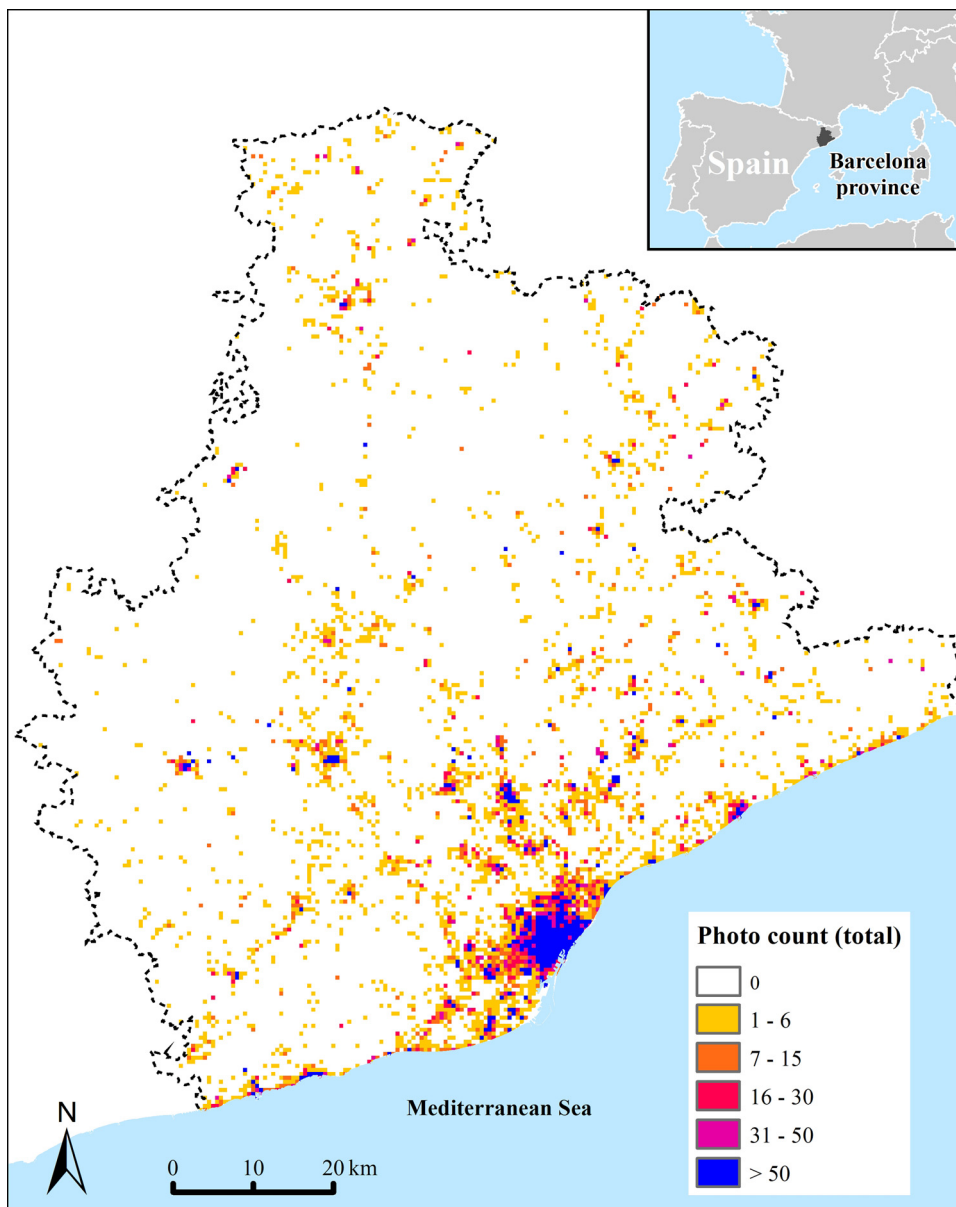 Spain
Barcelona
province
Photo count (total)
0
1 - 6
7 - 15
16 - 30
31 - 50
> 50
Mediterranean Sea
N
0 10 20 km